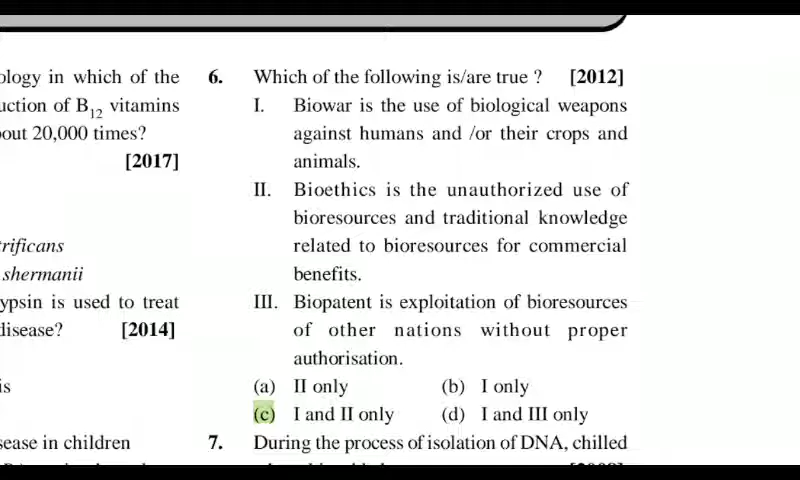 ology in which of the
uction of B12 vitamins
out 20,000 times?
[2017]
trificans
shermanii
ypsin is used to treat
disease? [2014]
is
sease in children
6. Which of the following is/are true ? [2012]
I. Biowar is the use of biological weapons
against humans and /or their crops and
animals.
II. Bioethics is the unauthorized use of
bioresources and traditional knowledge
related to bioresources for commercial
benefits.
III. Biopatent is exploitation of bioresources
of other nations without proper
authorisation.
(a) II only (b) I only
(c) I and II only (d) I and III only
7. During the process of isolation of DNA, chilled